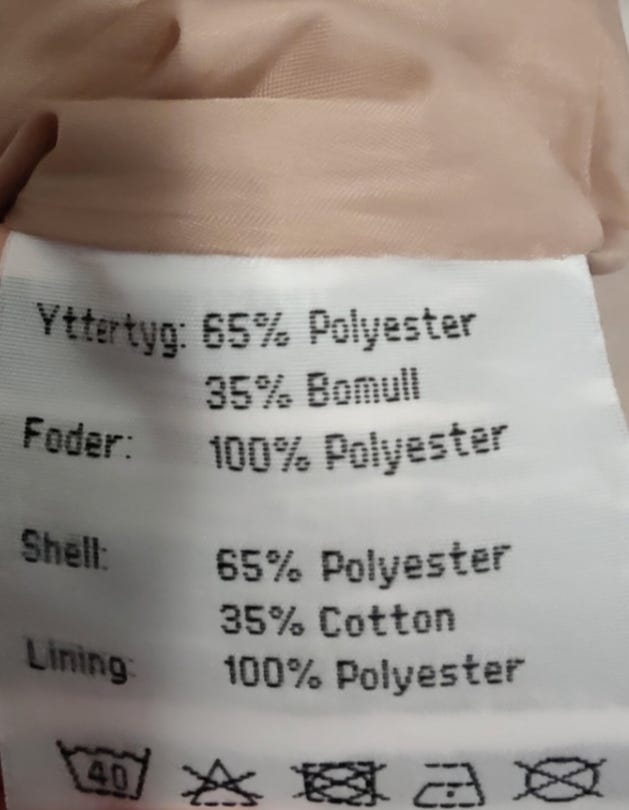 Yttertyg: 65% Polyester
35% Bomull
Foder: 100% Polyester
Shell: 65% Polyester
35% Cotton
Lining: 100% Polyester
40